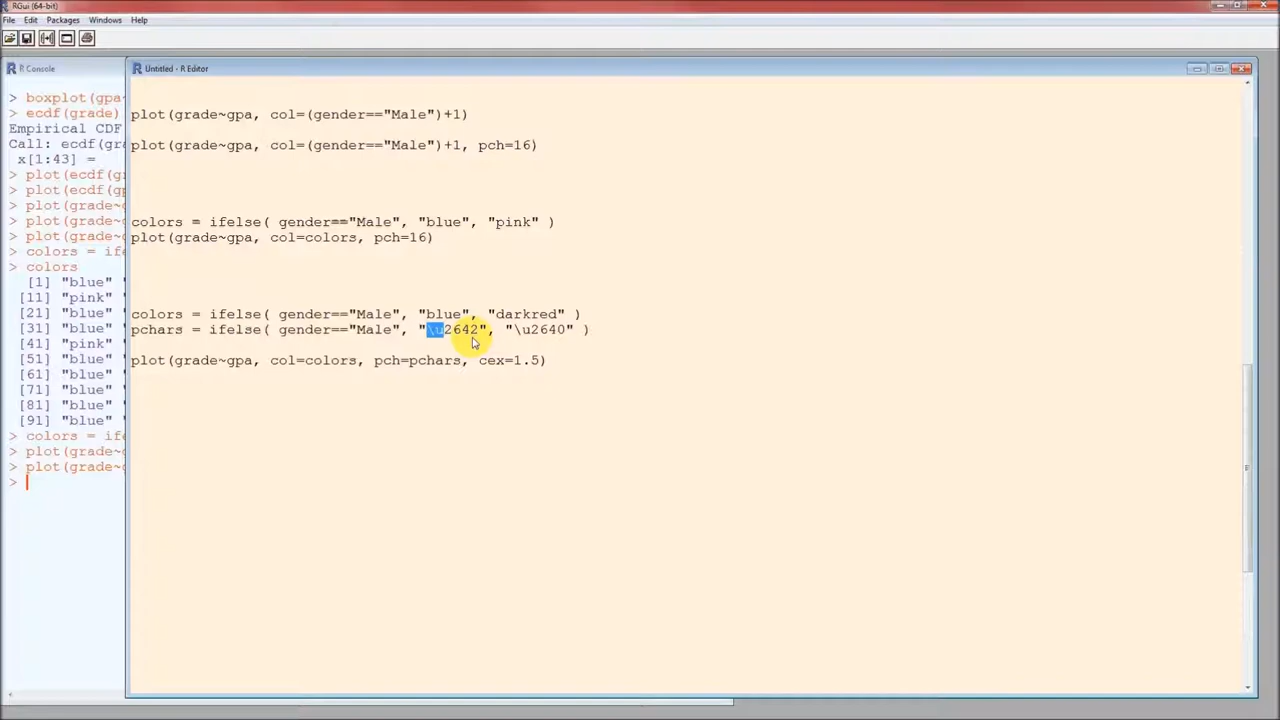 RGui (64-bit)
File Edit Packages Windows Help
R Console
> boxplot(gpa~
> ecdf(grade)
Empirical CDF
Call: ecdf(gra
x[1:43] =
> plot(ecdf(g
> plot(ecdf(gp
> plot(grade~
> plot(grade~
> plot(grade~
> colors = ife
> colors
[1] "blue" "
[11] "pink" "
[21] "blue" "
[31] "blue" "
[41] "pink" "
[51] "blue" "
[61] "blue" "
[71] "blue" "
[81] "blue" "
[91] "blue" "
> colors = ife
> plot(grade~
> plot(grade~
>
Untitled - R Editor
plot(grade~gpa, col=(gender=="Male")+1)
plot(grade~gpa, col=(gender=="Male")+1, pch=16)
colors = ifelse( gender=="Male", "blue", "pink" )
plot(grade~gpa, col=colors, pch=16)
colors = ifelse( gender=="Male", "blue", "darkred" )
pchars = ifelse( gender=="Male", "\u2642", "\u2640" )
plot(grade~gpa, col=colors, pch=pchars, cex=1.5)